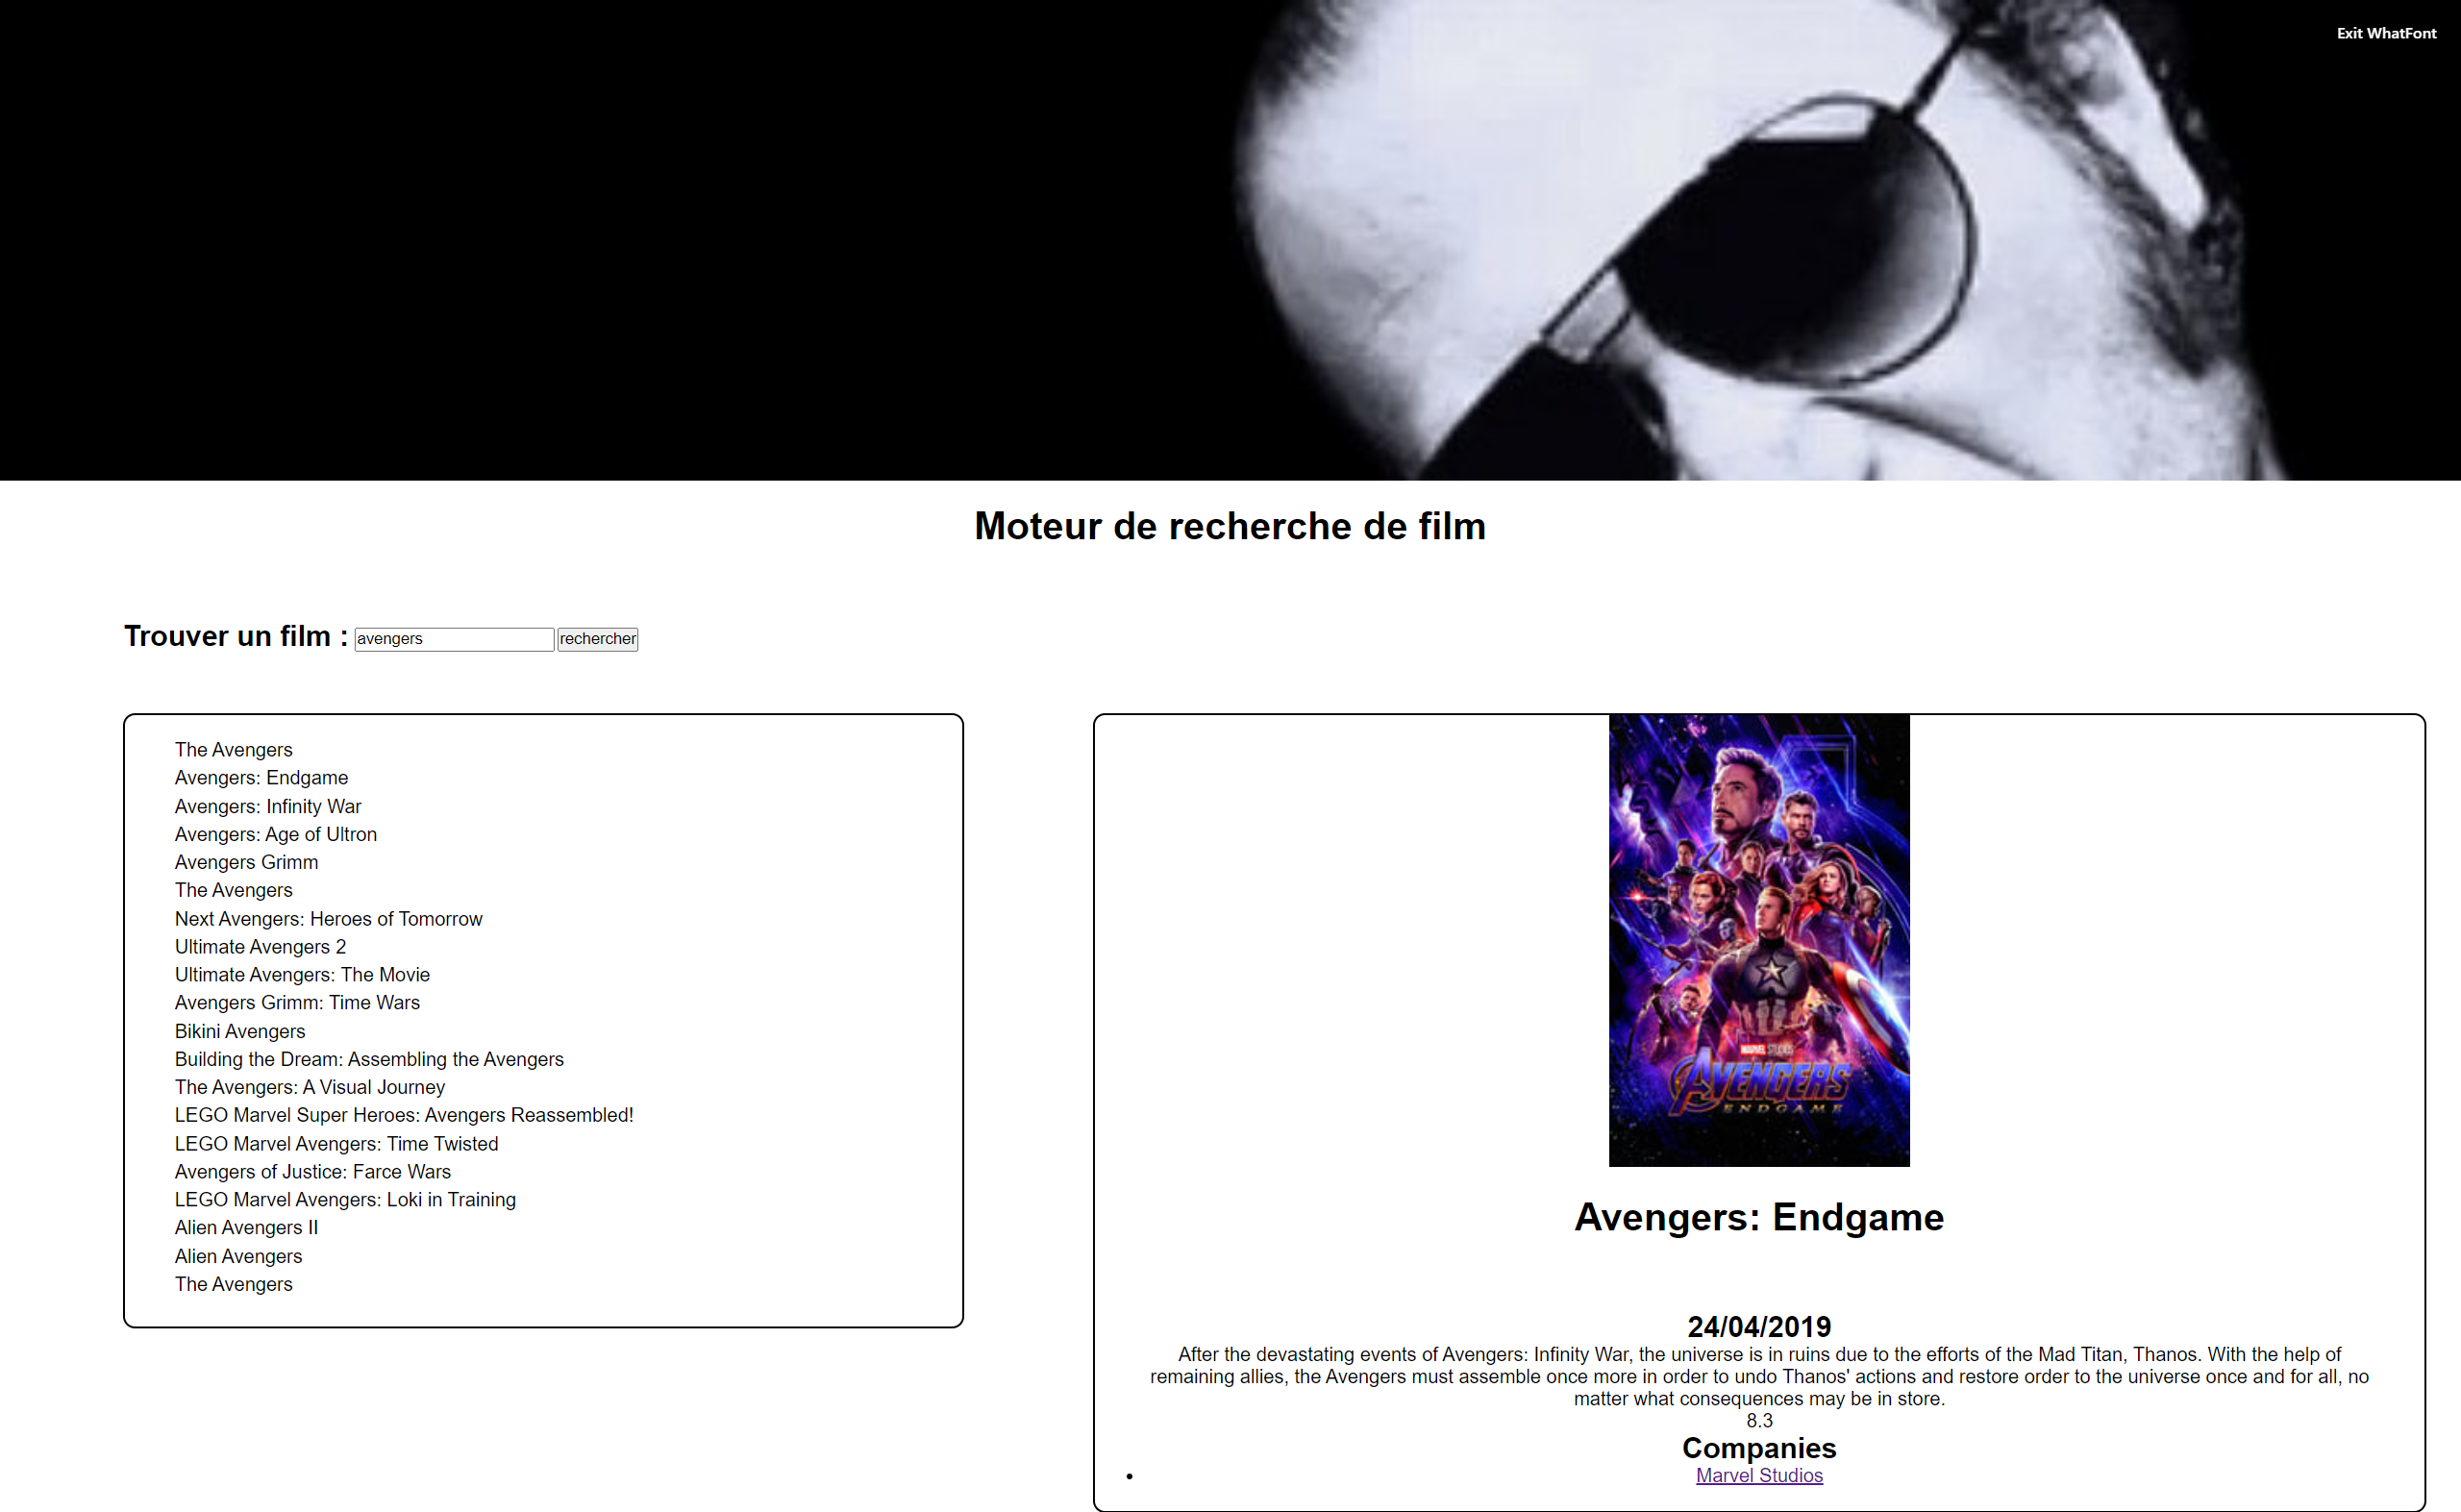 Exit WhatFont
Moteur de recherche de film
Trouver un film : avengers rechercher
The Avengers
Avengers: Endgame
Avengers: Infinity War
Avengers: Age of Ultron
Avengers Grimm
The Avengers
Next Avengers: Heroes of Tomorrow
Ultimate Avengers 2
Ultimate Avengers: The Movie
Avengers Grimm: Time Wars
Bikini Avengers
Building the Dream: Assembling the Avengers
The Avengers: A Visual Journey
LEGO Marvel Super Heroes: Avengers Reassembled!
LEGO Marvel Avengers: Time Twisted
Avengers of Justice: Farce Wars
LEGO Marvel Avengers: Loki in Training
Alien Avengers II
Alien Avengers
The Avengers
MARVEL STUDIOS
AVENGERS
ENDGAME
Avengers: Endgame
24/04/2019
After the devastating events of Avengers: Infinity War, the universe is in ruins due to the efforts of the Mad Titan, Thanos. With the help of
remaining allies, the Avengers must assemble once more in order to undo Thanos' actions and restore order to the universe once and for all, no
matter what consequences may be in store.
8.3
Companies
• Marvel Studios